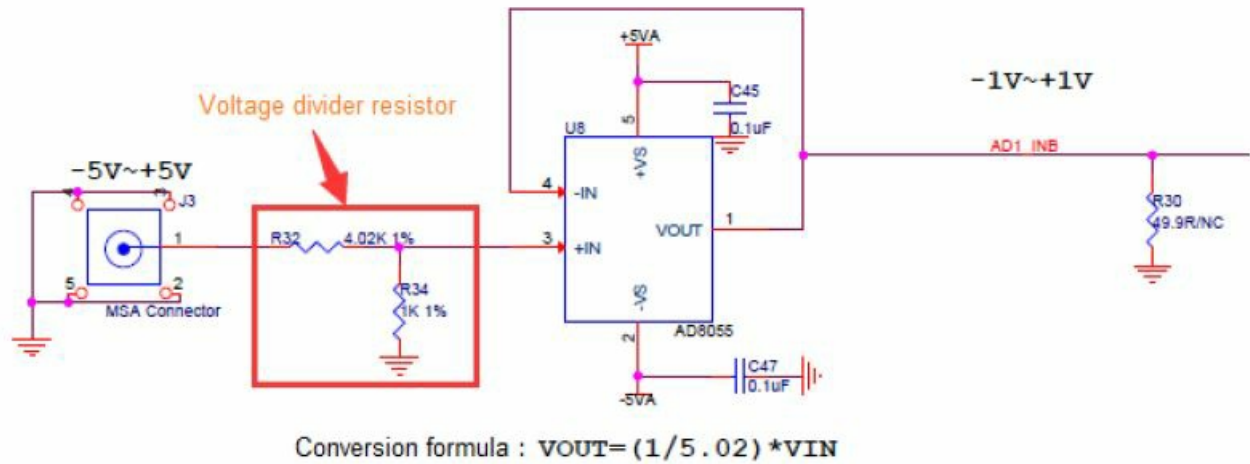 +5VA
-1V~+1V
Voltage divider resistor
C45
0.1uF
U8
5
+VS
AD1_INB
-5V~+5V
4
3
J3
4
-IN
R30
49.9R/NC
1
R32
4.02K 1%
3
+IN
VOUT
1
R34
1K 1%
5
2
MSA Connector
-VS
2
AD8055
C47
0.1uF
-5VA
Conversion formula : VOUT=(1/5.02)*VIN